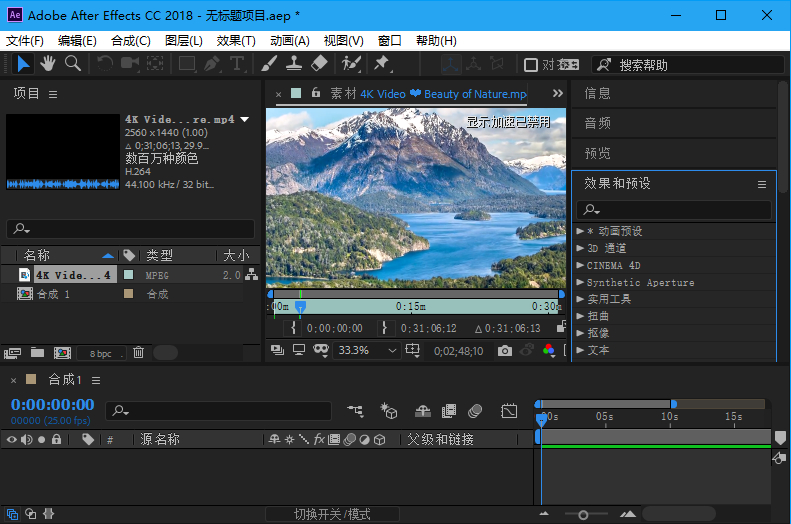 Ae Adobe After Effects CC 2018 - 无标题项目.aep *
文件(F) 编辑(E) 合成(C) 图层(L) 效果(T) 动画(A) 视图(V) 窗口 帮助(H)
T 对 搜索帮助
项目
4K Vide...re.mp4
2560 x 1440 (1.00)
△ 0;31;06;13, 29.9...
数百万种颜色
H.264
44.100 kHz / 32 bit...
名称 类型 大小
4K Vide...4 MPEG 2.0
合成 1 合成
8 bpc
× 素材 4K Video ❤ Beauty of Nature.mp
显示加速已禁用
:00m 0:15m 0:30m
0;00;00;00 0;31;06;12 △ 0;31;06;13
33.3% 0;02;48;10
信息
音频
预览
效果和预设
* 动画预设
3D 通道
CINEMA 4D
Synthetic Aperture
实用工具
扭曲
抠像
文本
× 合成1
0:00:00:00
00000 (25.00 fps)
00s 05s 10s 15s
# 源名称 fx 父级和链接
切换开关/模式